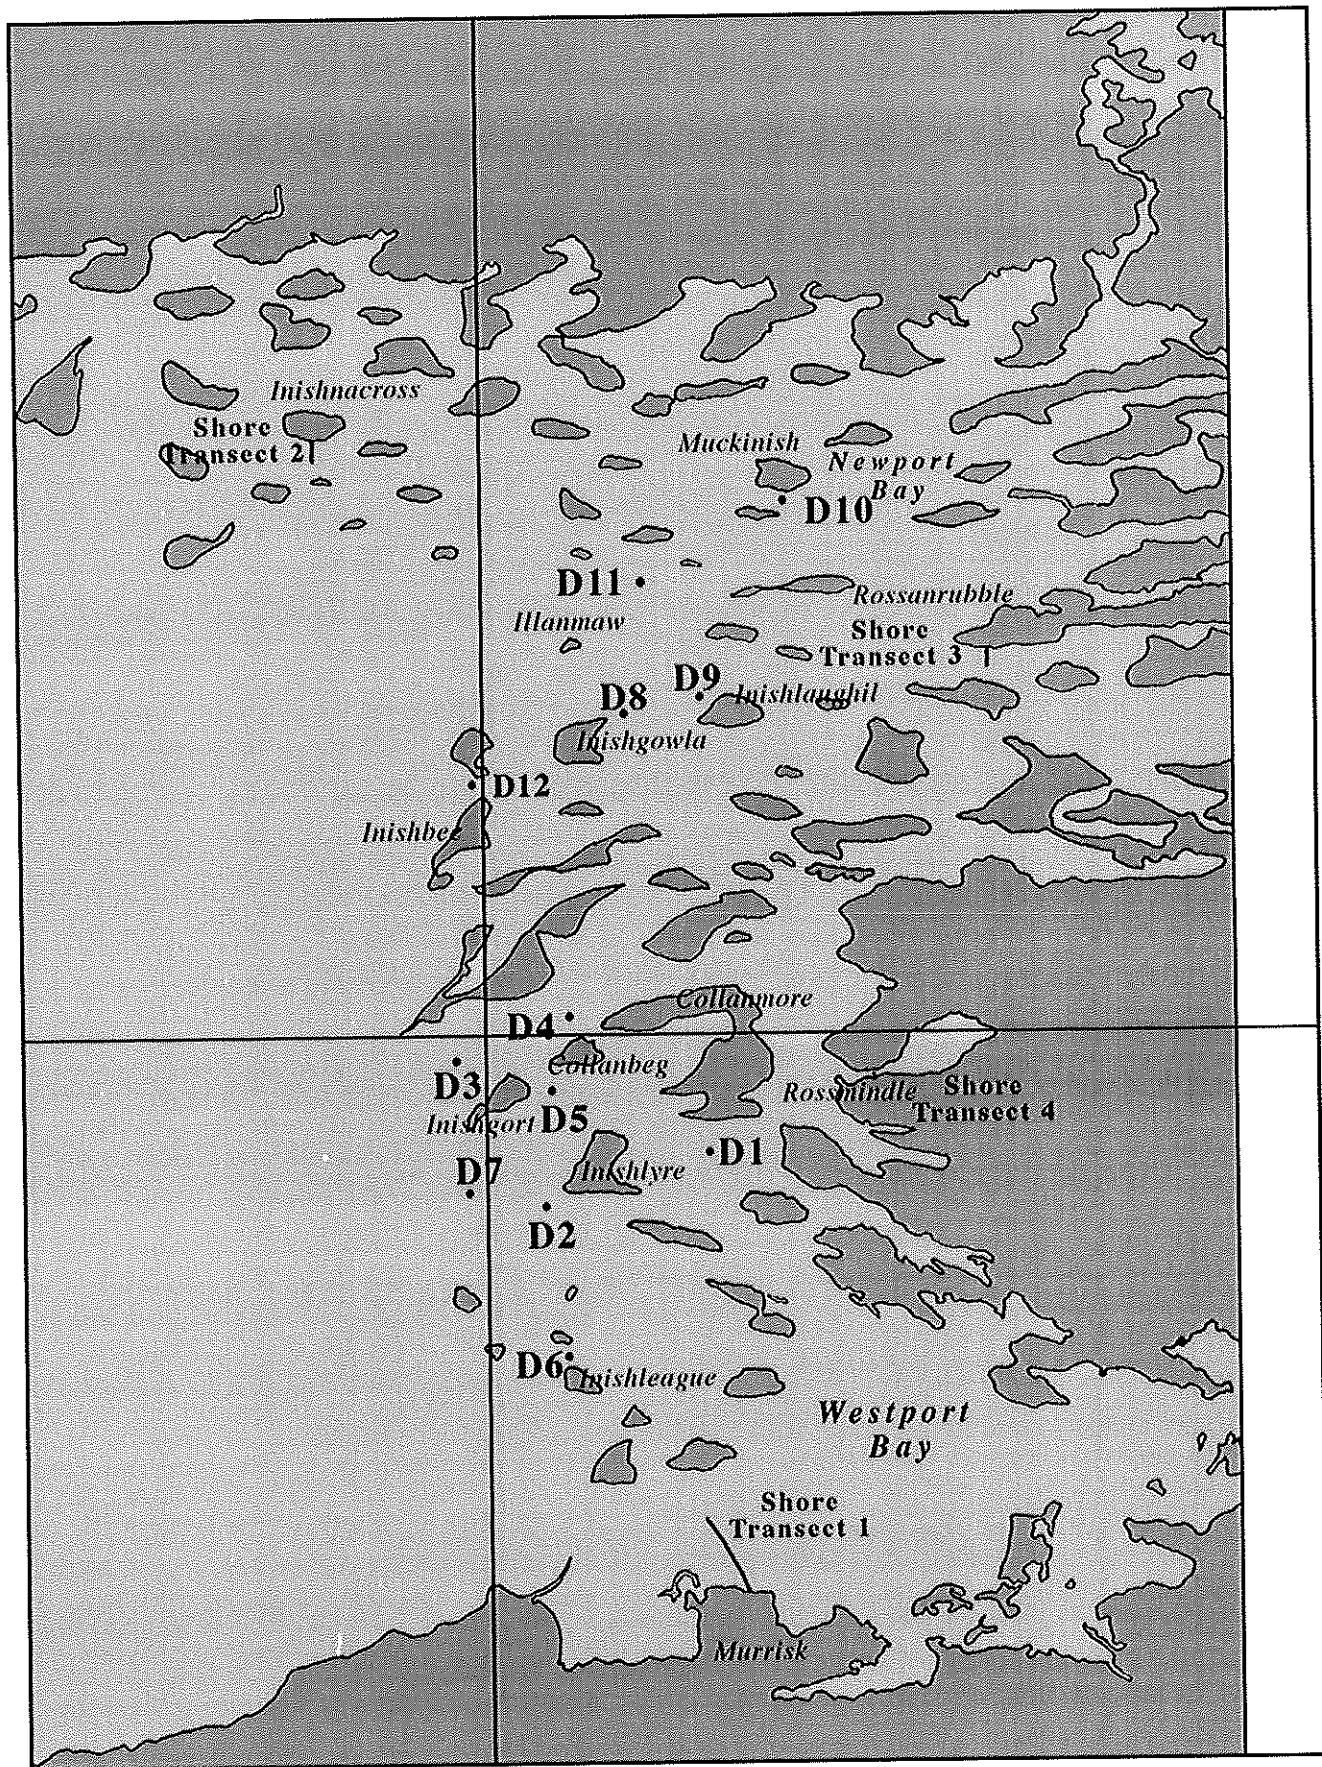 Inishnacross
Shore
Transect 2
Muckinish
Newport
Bay
D10
D11
Rossanrubble
Illanmaw
Shore
Transect 3
D9
Inishlaughil
D8
Inishgowla
D12
Inishbee
Collanmore
D4
Collanbeg
D3
Rossmindle
Shore
Transect 4
Inishgort
D5
D1
Inishlyre
D7
D2
D6
Inishleague
Westport
Bay
Shore
Transect 1
Murrisk